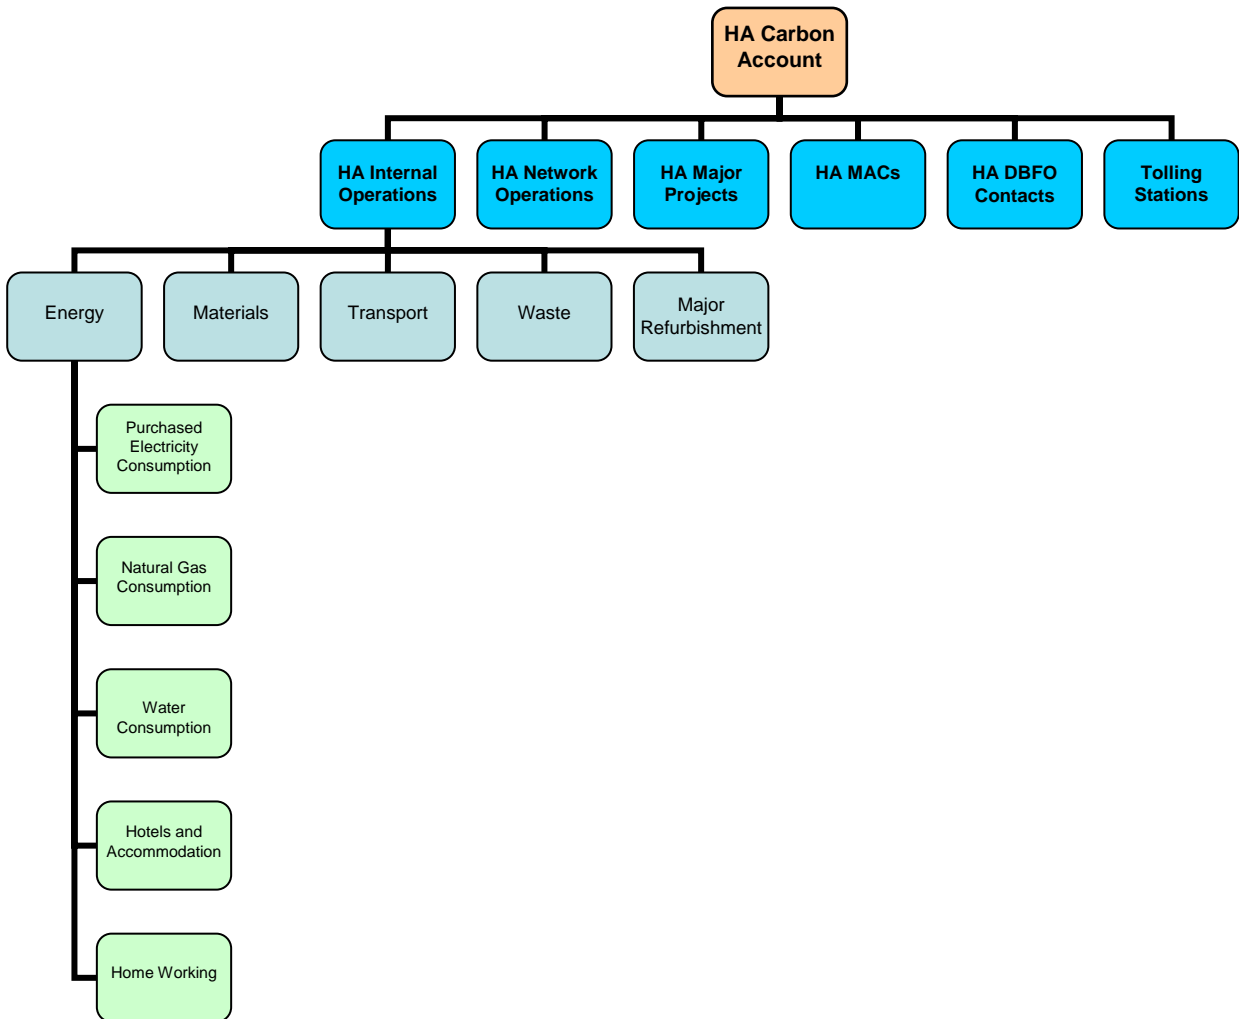 HA Carbon
Account
HA Internal
Operations
HA Network
Operations
HA Major
Projects
HA MACs
HA DBFO
Contacts
Tolling
Stations
Energy
Materials
Transport
Waste
Major
Refurbishment
Purchased
Electricity
Consumption
Natural Gas
Consumption
Water
Consumption
Hotels and
Accommodation
Home Working